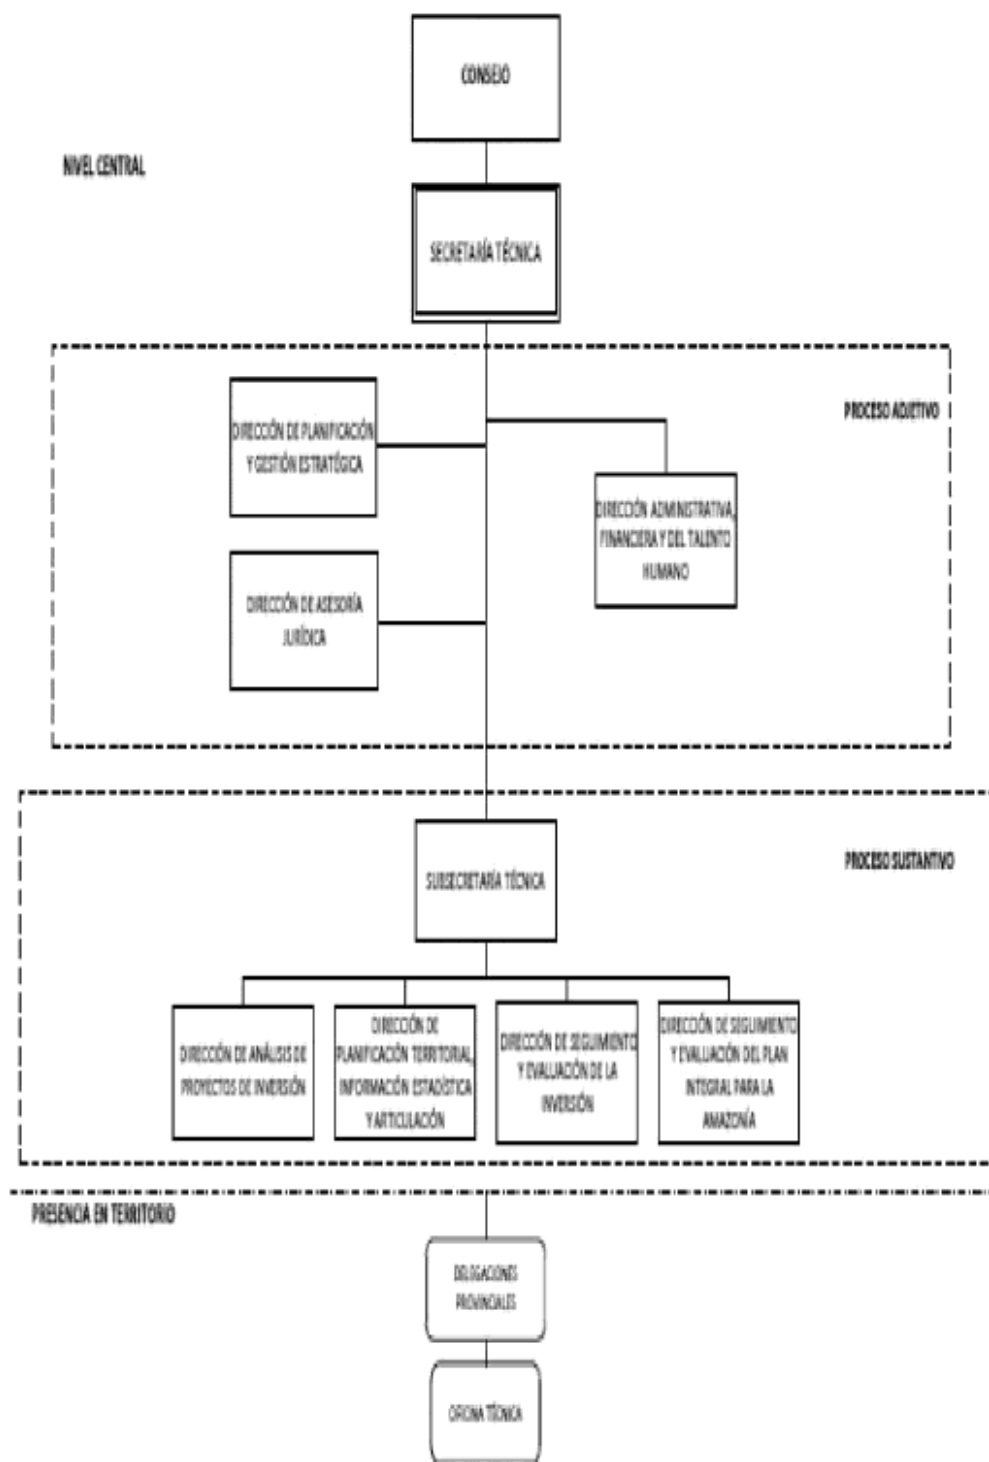 CONSEJO
NIVEL CENTRAL
SECRETARÍA TÉCNICA
PROCESO ADJETIVO
DIRECCIÓN DE PLANIFICACIÓN
Y GESTIÓN ESTRATÉGICA
DIRECCIÓN ADMINISTRATIVA,
FINANCIERA Y DEL TALENTO
HUMANO
DIRECCIÓN DE ASESORÍA
JURÍDICA
PROCESO SUSTANTIVO
SUBSECRETARÍA TÉCNICA
DIRECCIÓN DE ANÁLISIS DE
PROYECTOS DE INVERSIÓN
DIRECCIÓN DE
PLANIFICACIÓN TERRITORIAL,
INFORMACIÓN ESTADÍSTICA
Y ARTICULACIÓN
DIRECCIÓN DE SEGUIMIENTO
Y EVALUACIÓN DE LA
INVERSIÓN
DIRECCIÓN DE SEGUIMIENTO
Y EVALUACIÓN DEL PLAN
INTEGRAL PARA LA
AMAZONÍA
PRESENCIA EN TERRITORIO
DELEGACIONES
PROVINCIALES
OFICINA TÉCNICA